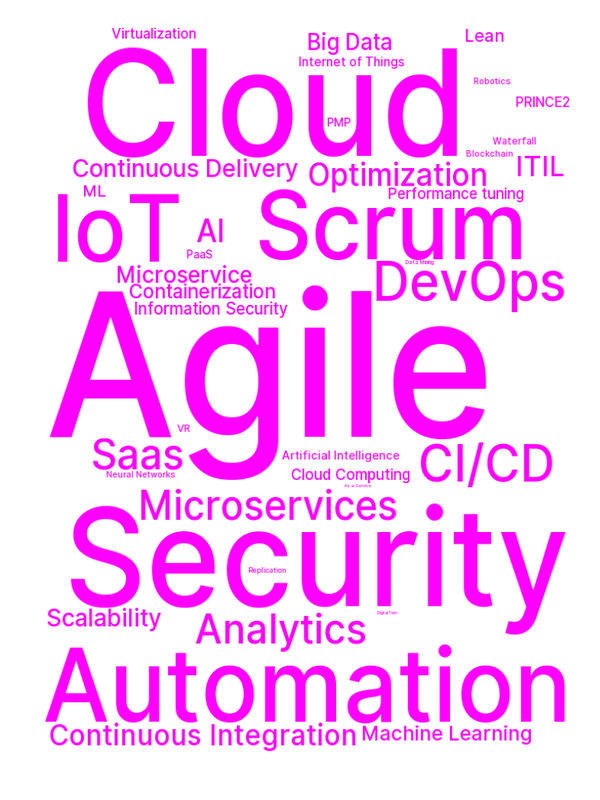 Virtualization
Big Data
Lean
Cloud
Internet of Things
Robotics
PRINCE2
PMP
Waterfall
Blockchain
Continuous Delivery
Optimization
ITIL
ML
Performance tuning
IoT
AI
Scrum
PaaS
Data Mining
Microservice
DevOps
Containerization
Information Security
Agile
VR
Saas
Artificial Intelligence
CI/CD
Neural Networks
Cloud Computing
Microservices
Security
Replication
Scalability
Digital Twin
Analytics
Automation
Continuous Integration
Machine Learning